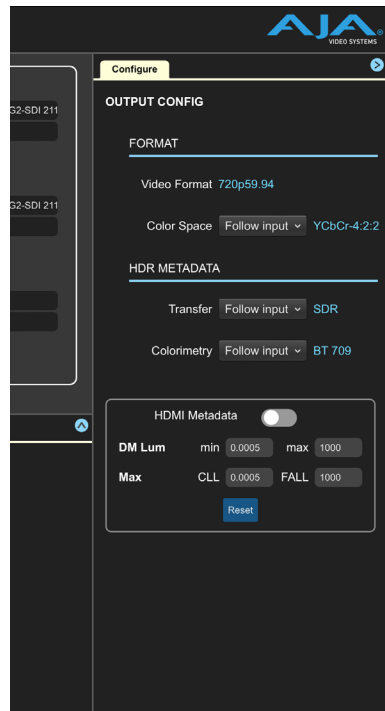 AJA
VIDEO SYSTEMS
Configure
G2-SDI 211
G2-SDI 211
OUTPUT CONFIG
FORMAT
Video Format 720p59.94
Color Space Follow input YCbCr-4:2:2
HDR METADATA
Transfer Follow input SDR
Colorimetry Follow input BT 709
HDMI Metadata
DM Lum min 0.0005 max 1000
Max CLL 0.0005 FALL 1000
Reset